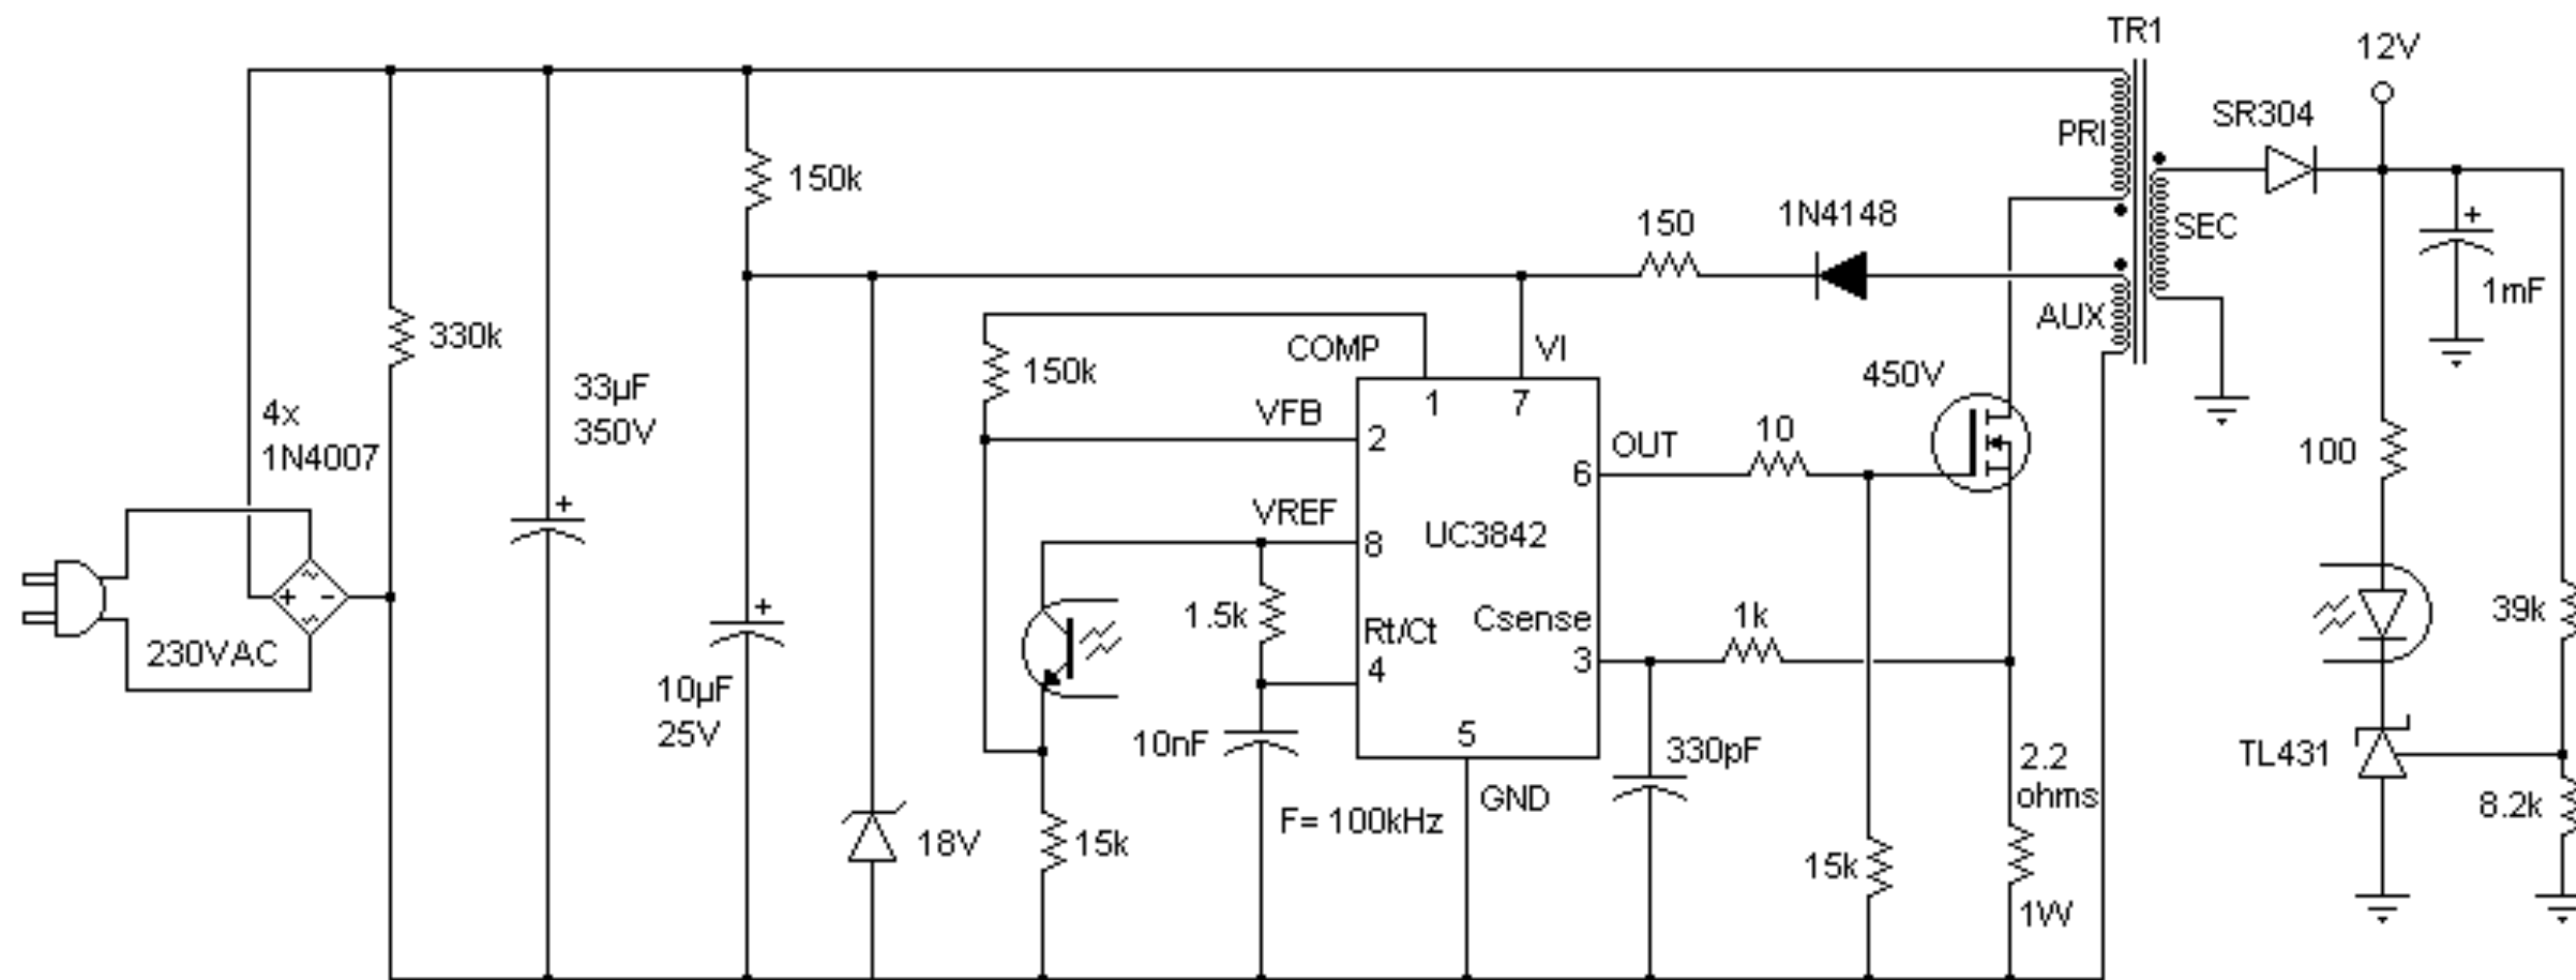 TR1
12V
SR304
PRI
150k
1N4148
150
SEC
1mF
330k
AUX
COMP
VI
150k
450V
33µF
350V
4x
1N4007
1
7
VFB
2
10
OUT
100
6
VREF
8
UC3842
1.5k
Rt/Ct
Csense
1k
39k
+
-
230VAC
4
3
10µF
25V
5
10nF
330pF
2.2
ohms
TL431
GND
F= 100kHz
8.2k
18V
15k
15k
1W
+
+
+